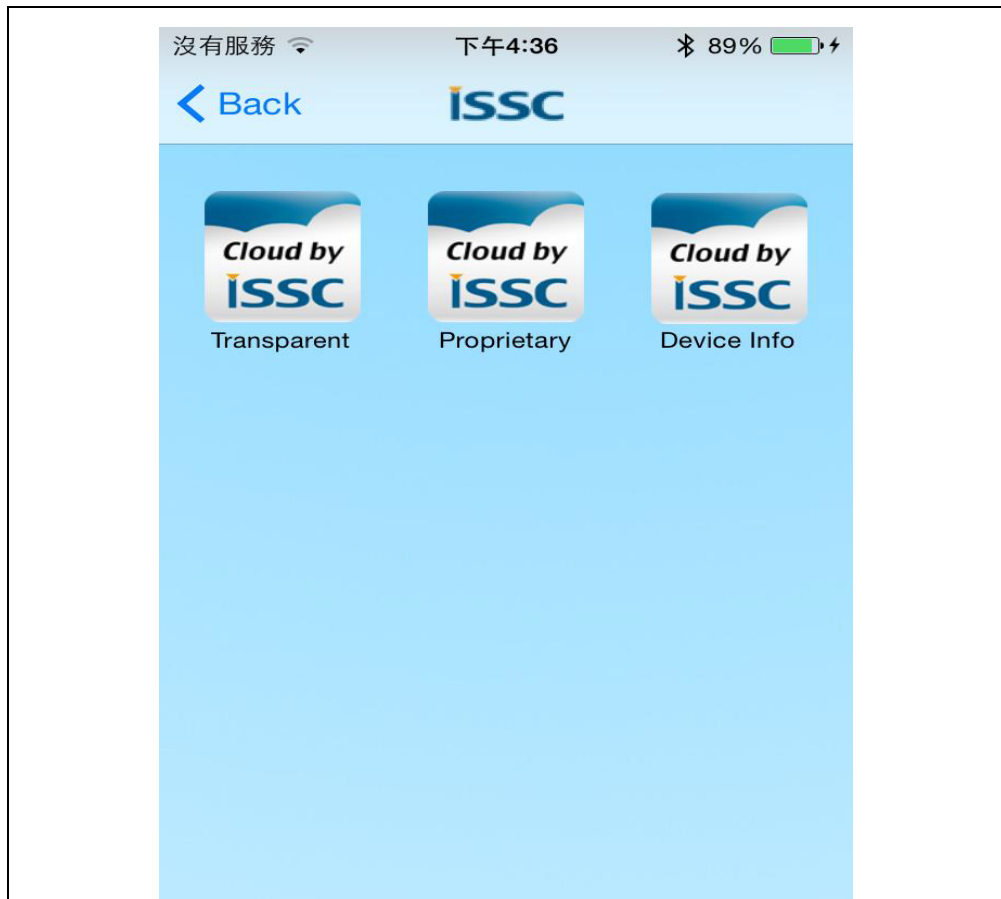 沒有服務 下午4:36 89%
Back ISSC
Cloud by Cloud by Cloud by
ISSC ISSC ISSC
Transparent Proprietary Device Info